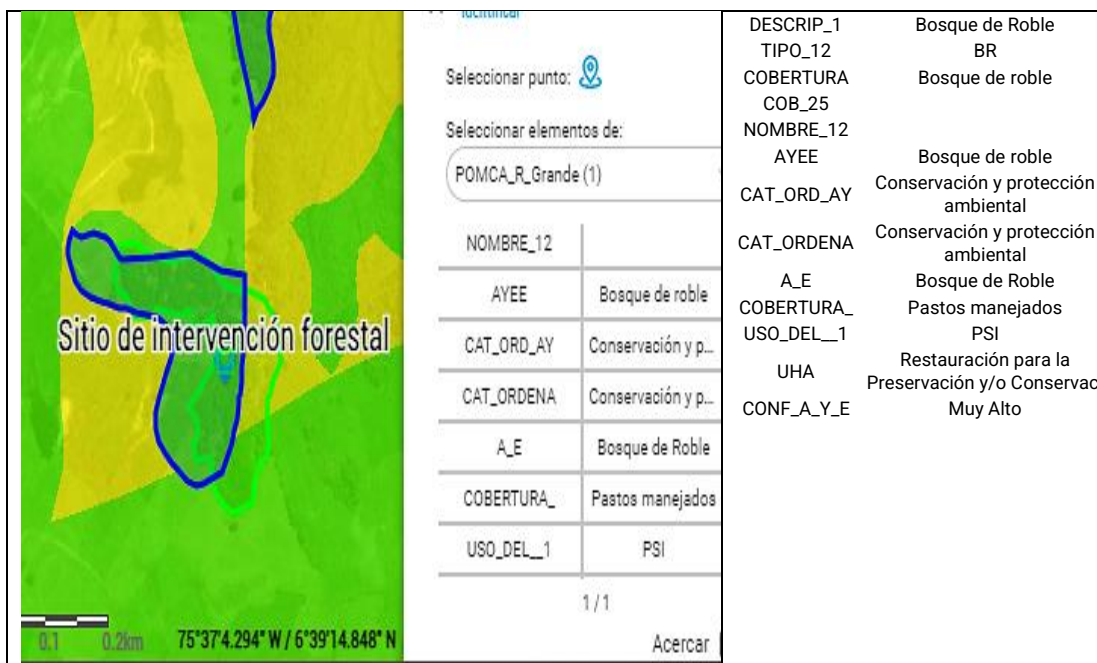 Identificar
Seleccionar punto:
Seleccionar elementos de:
POMCA_R_Grande (1)
NOMBRE_12
AYEE Bosque de roble
CAT_ORD_AY Conservación y p...
CAT_ORDENA Conservación y p...
A_E Bosque de Roble
COBERTURA_ Pastos manejados
USO_DEL__1 PSI
1 / 1
Acercar
Sitio de intervención forestal
0.1 0.2km
75°37'4.294" W / 6°39'14.848" N
DESCRIP_1 Bosque de Roble
TIPO_12 BR
COBERTURA Bosque de roble
COB_25
NOMBRE_12
AYEE Bosque de roble
CAT_ORD_AY Conservación y protección
ambiental
CAT_ORDENA Conservación y protección
ambiental
A_E Bosque de Roble
COBERTURA_ Pastos manejados
USO_DEL__1 PSI
UHA Restauración para la
Preservación y/o Conservac
CONF_A_Y_E Muy Alto